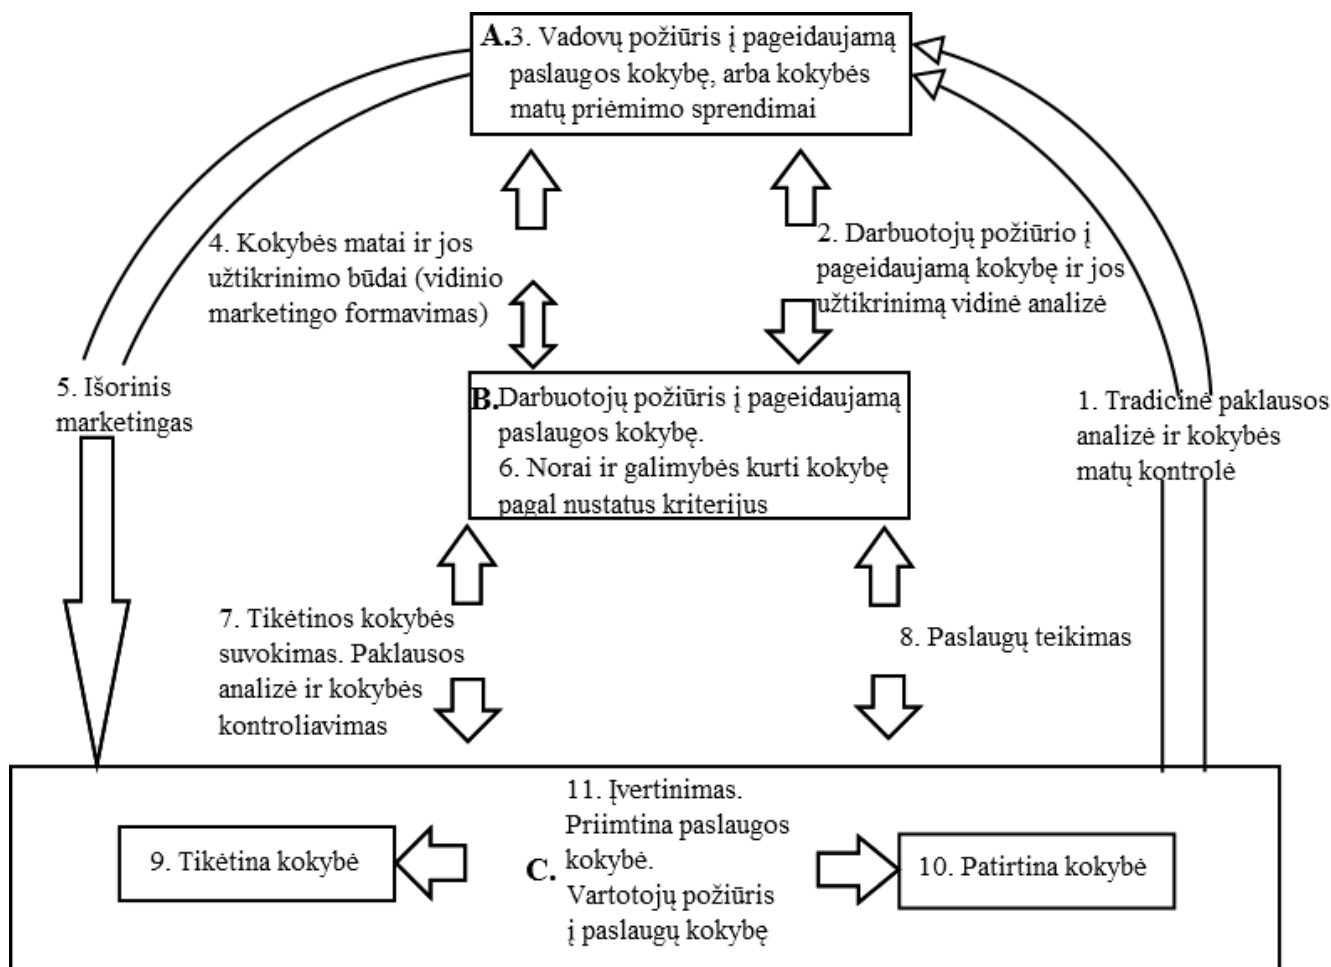 A.3. Vadovų požiūris į pageidaujamą
paslaugos kokybę, arba kokybės
matų priėmimo sprendimai
4. Kokybės matai ir jos
užtikrinimo būdai (vidinio
marketingo formavimas)
2. Darbuotojų požiūrio į
pageidaujamą kokybę ir jos
užtikrinimą vidinė analizė
5. Išorinis
marketingas
B.Darbuotojų požiūris į pageidaujamą
paslaugos kokybę.
6. Norai ir galimybės kurti kokybę
pagal nustatus kriterijus
1. Tradicinė paklausos
analizė ir kokybės
matų kontrolė
7. Tikėtinos kokybės
suvokimas. Paklausos
analizė ir kokybės
kontroliavimas
8. Paslaugų teikimas
9. Tikėtina kokybė
11. Įvertinimas.
Priimtina paslaugos
C. kokybė.
Vartotojų požiūris
į paslaugų kokybę
10. Patirtina kokybė